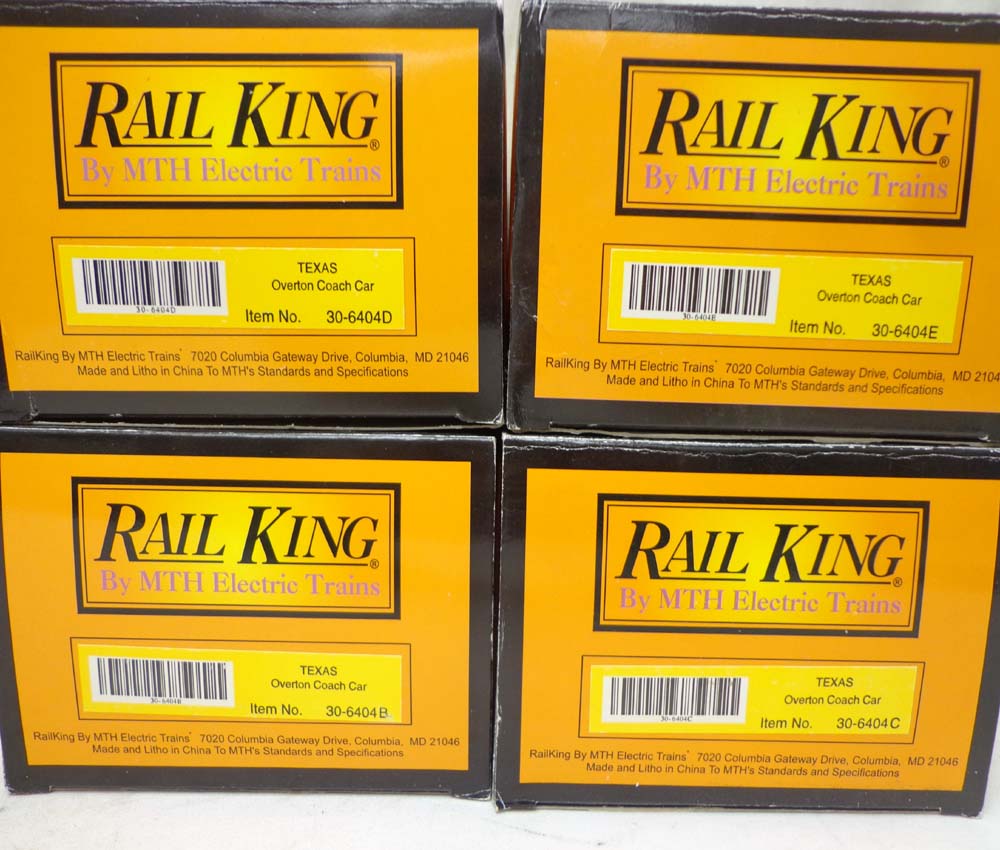 RAIL KING®
By MTH Electric Trains
TEXAS
Overton Coach Car
30-6404D
Item No. 30-6404D
RailKing By MTH Electric Trains 7020 Columbia Gateway Drive, Columbia, MD 21046
Made and Litho in China To MTH's Standards and Specifications
RAIL KING®
By MTH Electric Trains
TEXAS
Overton Coach Car
30-6404E
Item No. 30-6404E
RailKing By MTH Electric Trains 7020 Columbia Gateway Drive, Columbia, MD 2104
Made and Litho in China To MTH's Standards and Specifications
RAIL KING®
By MTH Electric Trains
TEXAS
Overton Coach Car
30-6404B
Item No. 30-6404B
RailKing By MTH Electric Trains 7020 Columbia Gateway Drive, Columbia, MD 21046
Made and Litho in China To MTH's Standards and Specifications
RAIL KING®
By MTH Electric Trains
TEXAS
Overton Coach Car
30-6404C
Item No. 30-6404C
RailKing By MTH Electric Trains 7020 Columbia Gateway Drive, Columbia, MD 21046
Made and Litho in China To MTH's Standards and Specifications